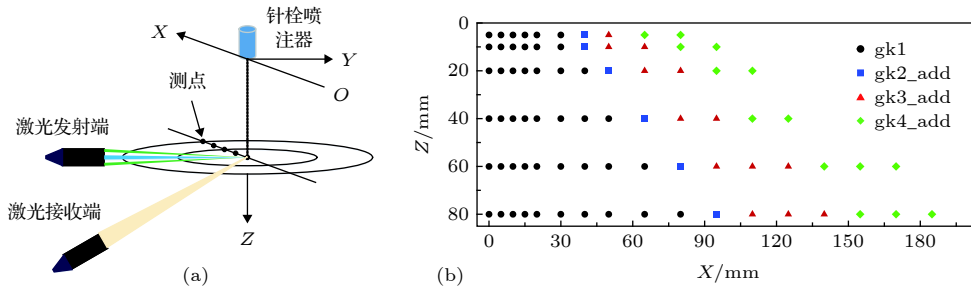 针栓喷
注器
X
Y
O
测点
激光发射端
激光接收端
Z
(a)
0
20
40
60
80
Z/mm
0
30
60
90
120
150
180
X/mm
gk1
gk2_add
gk3_add
gk4_add
(b)